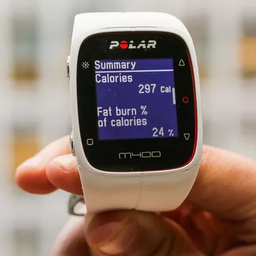 POLAR
Summary
Calories
297 Cal
Fat burn %
of calories
24 %
M400